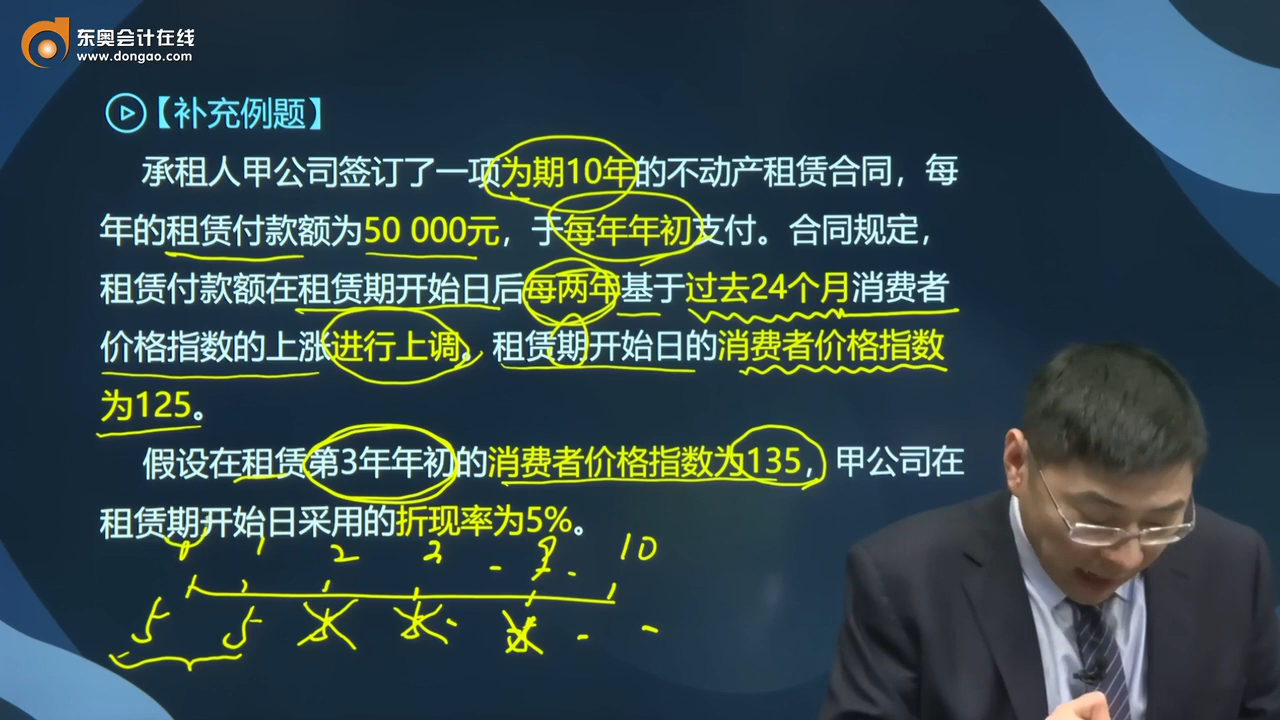 东奥会计在线
www.dongao.com
【补充例题】
承租人甲公司签订了一项为期10年的不动产租赁合同，每
年的租赁付款额为50 000元，于每年年初支付。合同规定，
租赁付款额在租赁期开始日后每两年基于过去24个月消费者
价格指数的上涨进行上调。租赁期开始日的消费者价格指数
为125。
假设在租赁第3年年初的消费者价格指数为135，甲公司在
租赁期开始日采用的折现率为5%。
0 1 2 3 9 10
5 5 5 5 5